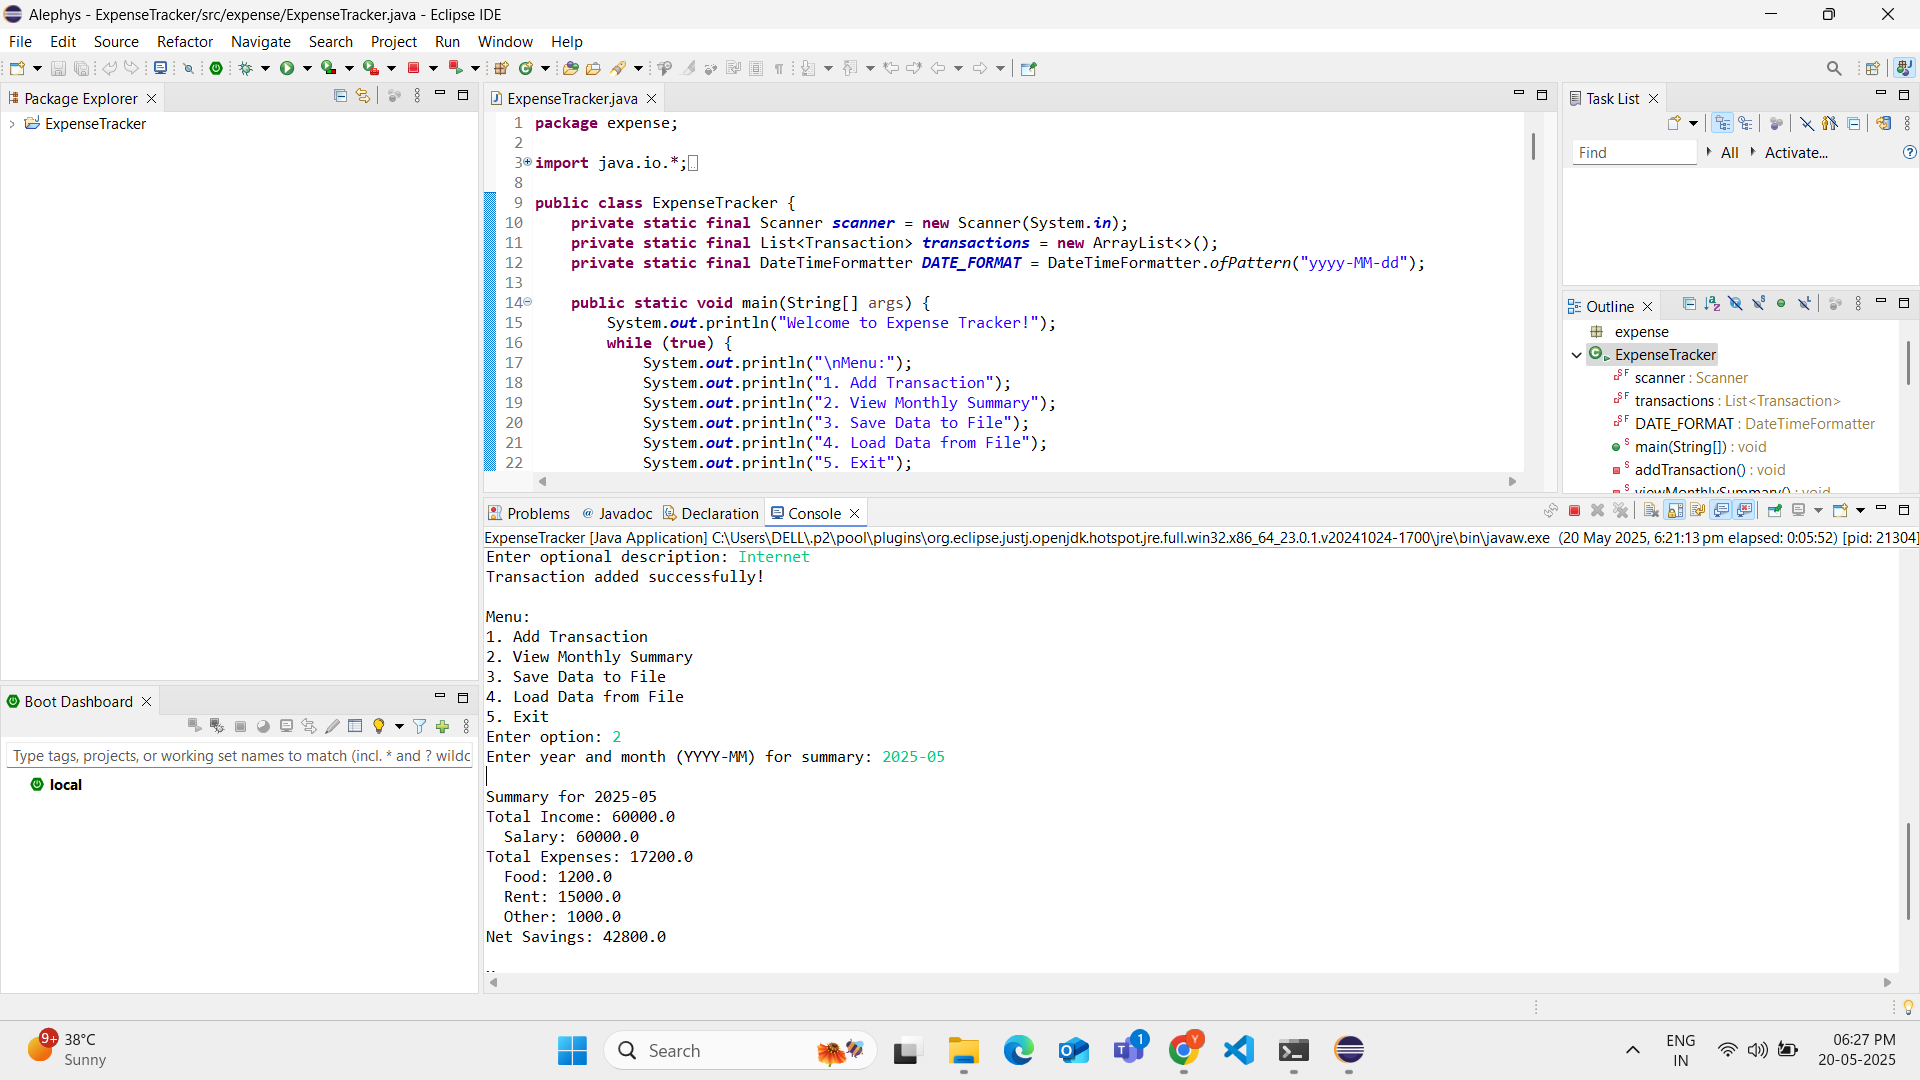 Alephys - ExpenseTracker/src/expense/ExpenseTracker.java - Eclipse IDE
File Edit Source Refactor Navigate Search Project Run Window Help
Package Explorer
ExpenseTracker
ExpenseTracker.java
1 package expense;
2
3 import java.io.*;
8
9 public class ExpenseTracker {
10     private static final Scanner scanner = new Scanner(System.in);
11     private static final List<Transaction> transactions = new ArrayList<>();
12     private static final DateTimeFormatter DATE_FORMAT = DateTimeFormatter.ofPattern("yyyy-MM-dd");
13
14     public static void main(String[] args) {
15         System.out.println("Welcome to Expense Tracker!");
16         while (true) {
17             System.out.println("\nMenu:");
18             System.out.println("1. Add Transaction");
19             System.out.println("2. View Monthly Summary");
20             System.out.println("3. Save Data to File");
21             System.out.println("4. Load Data from File");
22             System.out.println("5. Exit");
Task List
Find All Activate...
Outline
expense
ExpenseTracker
scanner : Scanner
transactions : List<Transaction>
DATE_FORMAT : DateTimeFormatter
main(String[]) : void
addTransaction() : void
viewMonthlySummary() : void
Problems Javadoc Declaration Console
ExpenseTracker [Java Application] C:\Users\DELL\.p2\pool\plugins\org.eclipse.justj.openjdk.hotspot.jre.full.win32.x86_64_23.0.1.v20241024-1700\jre\bin\javaw.exe (20 May 2025, 6:21:13 pm elapsed: 0:05:52) [pid: 21304]
Enter optional description: Internet
Transaction added successfully!
Menu:
1. Add Transaction
2. View Monthly Summary
3. Save Data to File
4. Load Data from File
5. Exit
Enter option: 2
Enter year and month (YYYY-MM) for summary: 2025-05
Summary for 2025-05
Total Income: 60000.0
  Salary: 60000.0
Total Expenses: 17200.0
  Food: 1200.0
  Rent: 15000.0
  Other: 1000.0
Net Savings: 42800.0
Boot Dashboard
Type tags, projects, or working set names to match (incl. * and ? wildc
local
9+
38°C
Sunny
Search
1
Y
ENG
IN
06:27 PM
20-05-2025